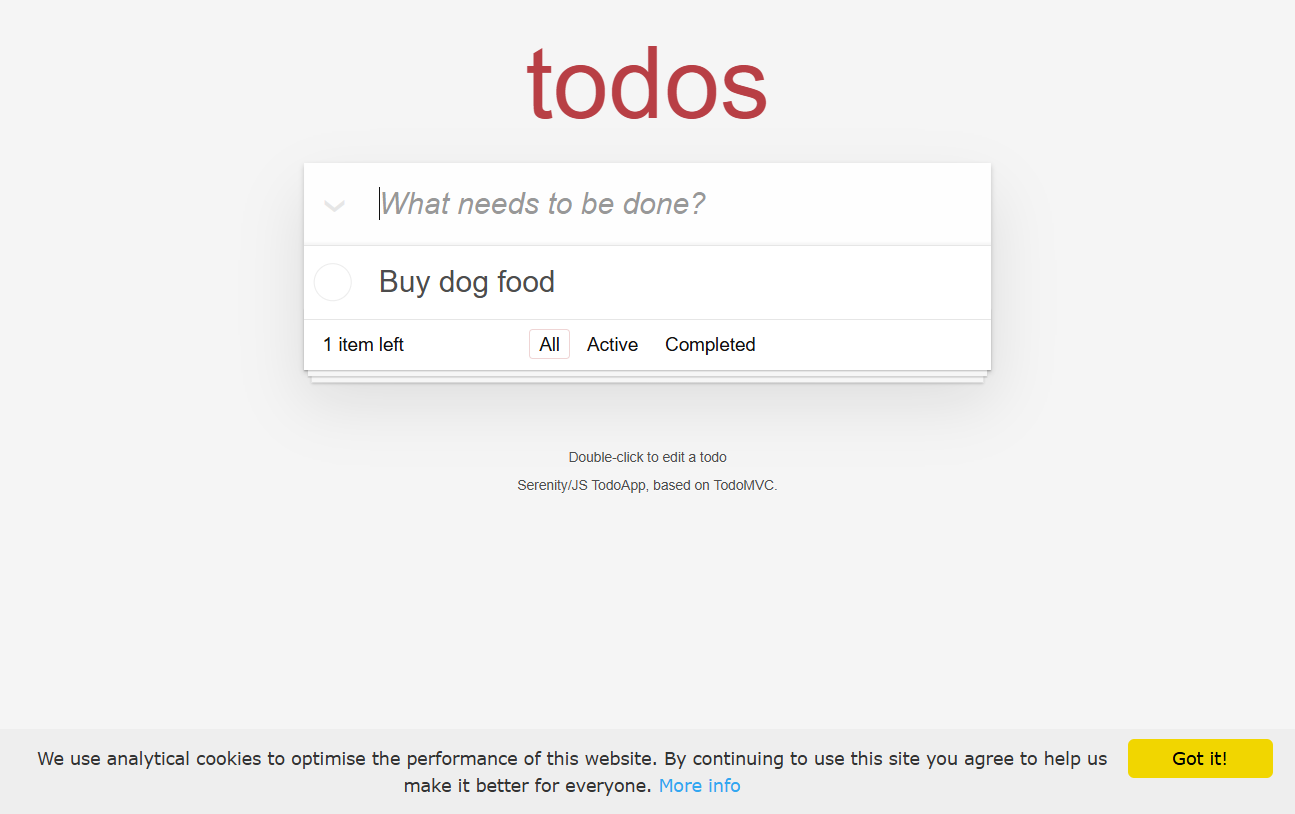 todos
What needs to be done?
Buy dog food
1 item left All Active Completed
Double-click to edit a todo
Serenity/JS TodoApp, based on TodoMVC.
We use analytical cookies to optimise the performance of this website. By continuing to use this site you agree to help us
make it better for everyone. More info
Got it!